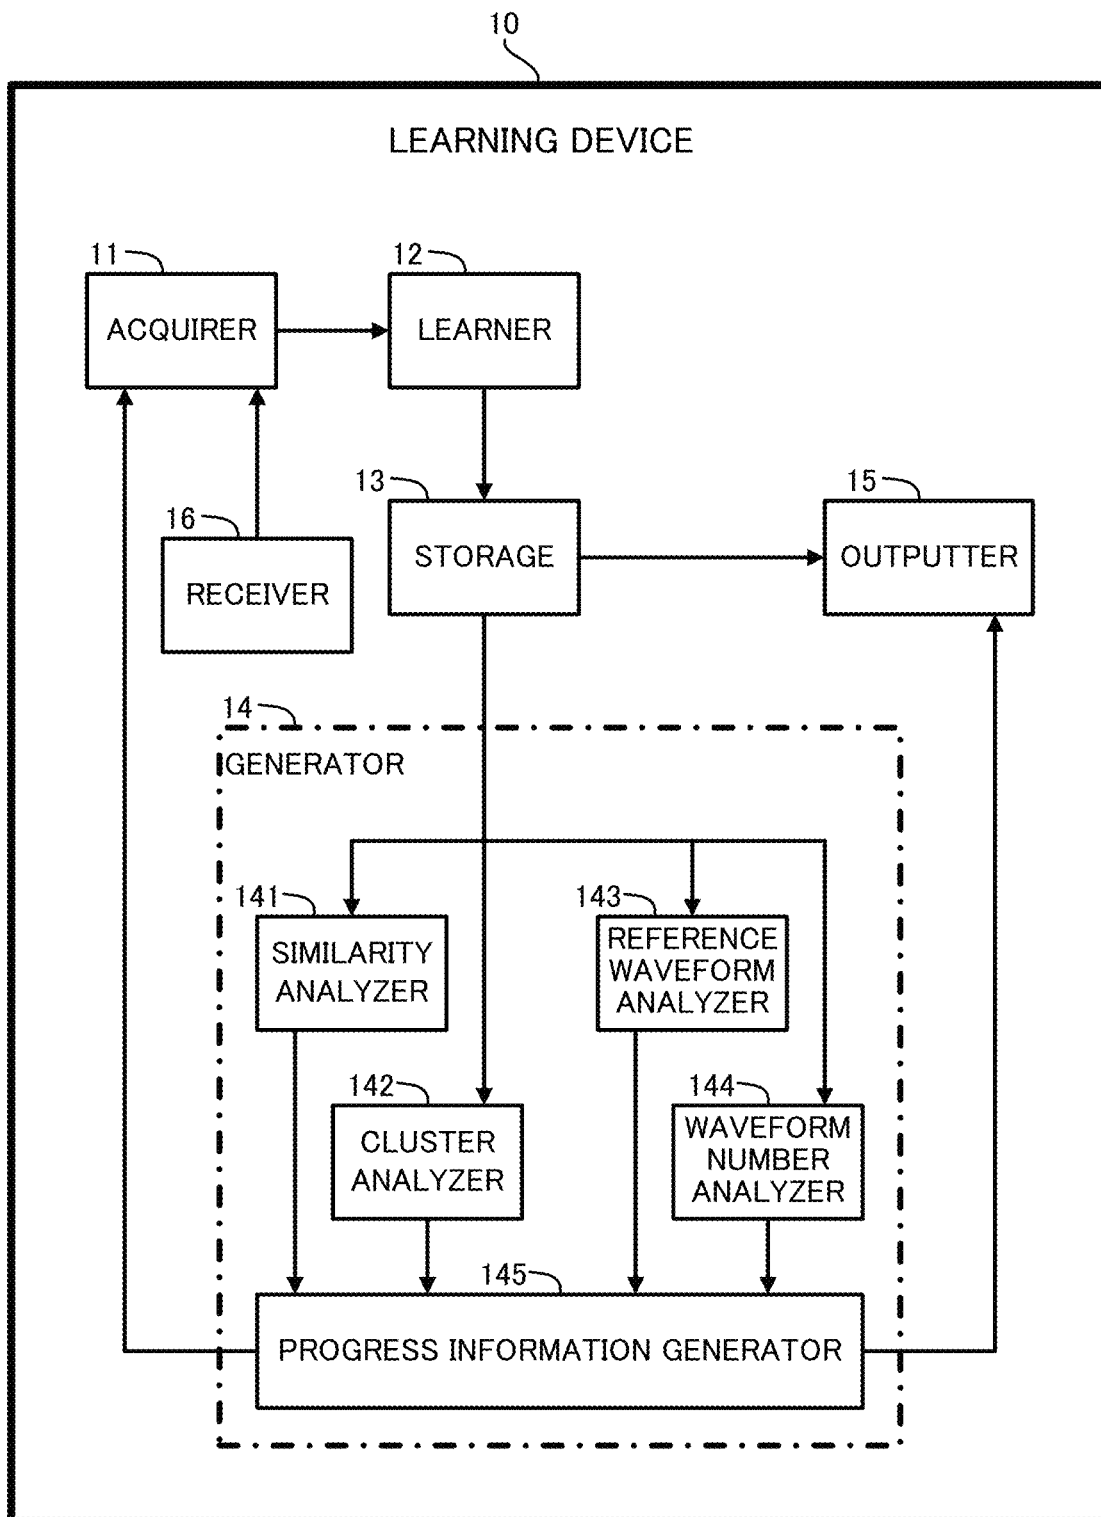 10
LEARNING DEVICE
11
ACQUIRER
12
LEARNER
13
STORAGE
15
OUTPUTTER
16
RECEIVER
14
GENERATOR
141
SIMILARITY
ANALYZER
143
REFERENCE
WAVEFORM
ANALYZER
142
CLUSTER
ANALYZER
144
WAVEFORM
NUMBER
ANALYZER
145
PROGRESS INFORMATION GENERATOR